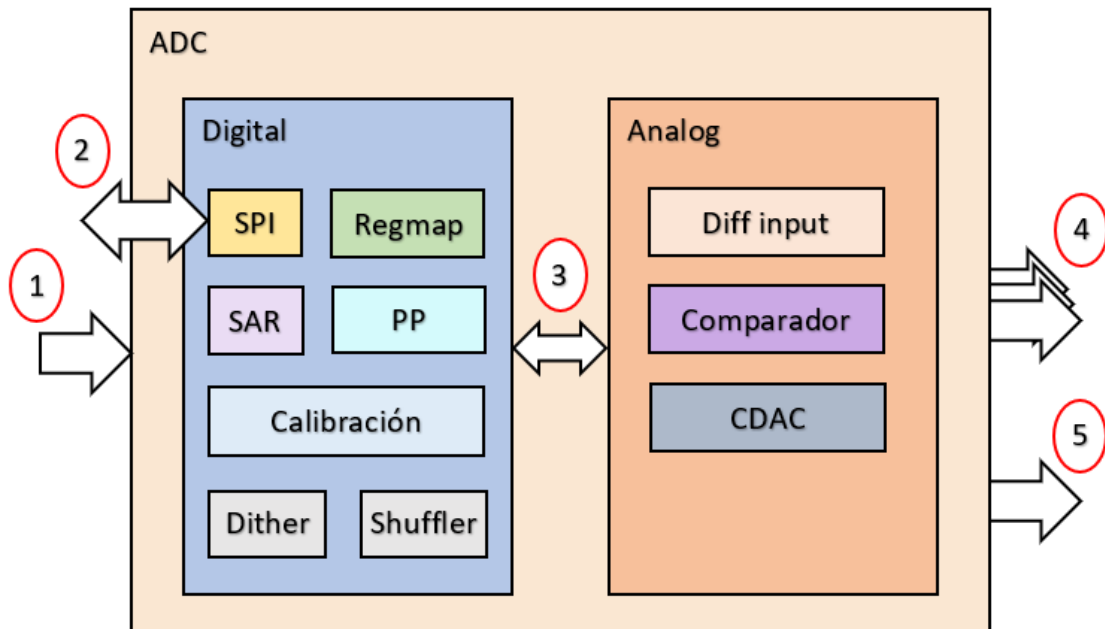 ADC
Digital
Analog
2
SPI
Regmap
Diff input
4
1
3
SAR
PP
Comparador
Calibración
CDAC
5
Dither
Shuffler